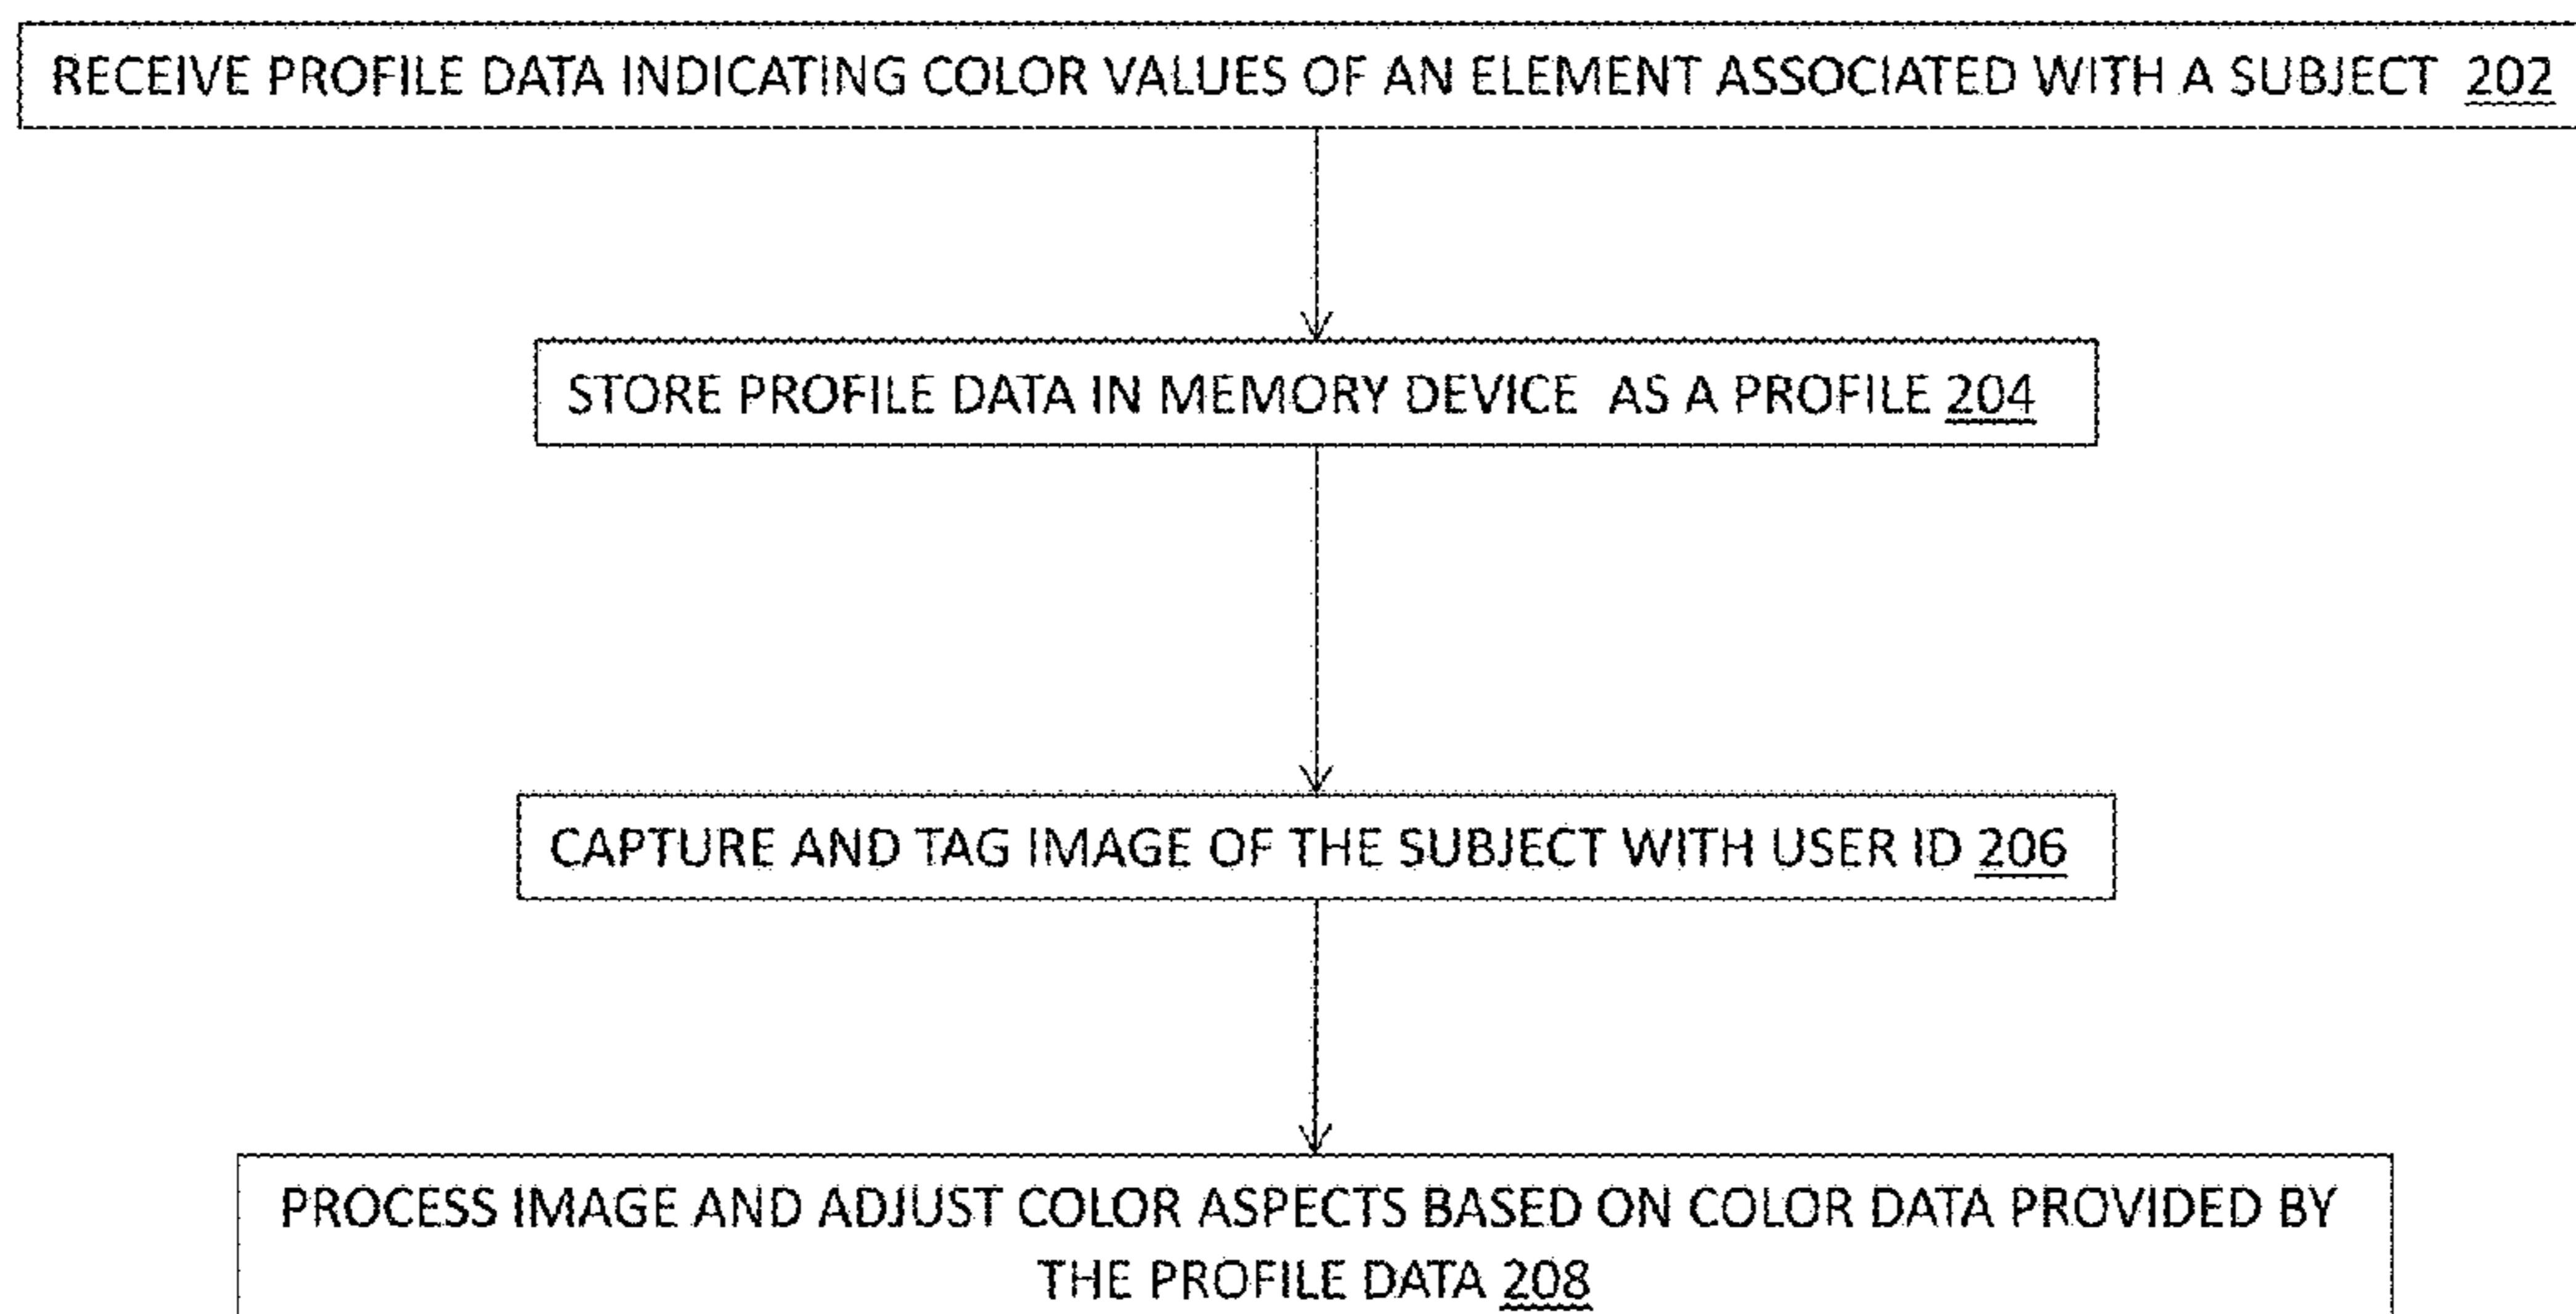 RECEIVE PROFILE DATA INDICATING COLOR VALUES OF AN ELEMENT ASSOCIATED WITH A SUBJECT 202
STORE PROFILE DATA IN MEMORY DEVICE AS A PROFILE 204
CAPTURE AND TAG IMAGE OF THE SUBJECT WITH USER ID 206
PROCESS IMAGE AND ADJUST COLOR ASPECTS BASED ON COLOR DATA PROVIDED BY
THE PROFILE DATA 208